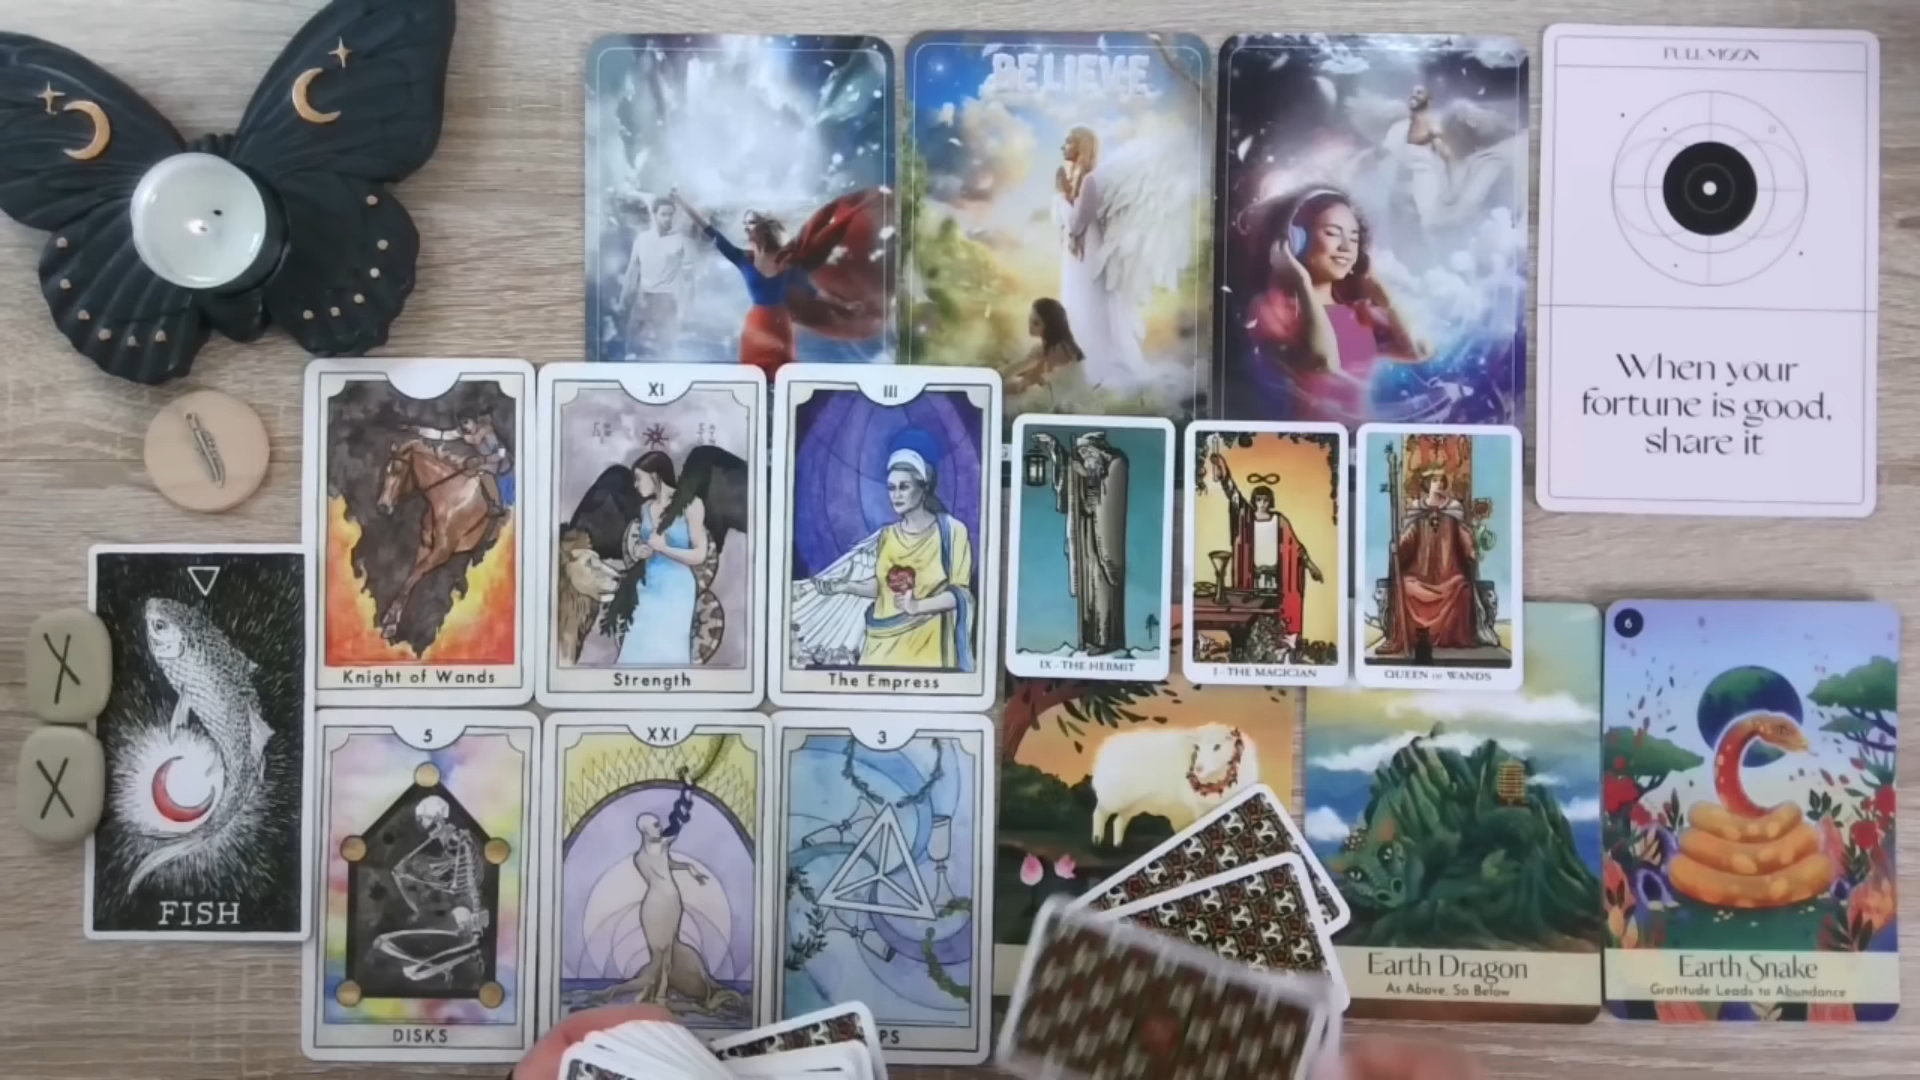 BELIEVE
FULL MOON
When your
fortune is good,
share it
XI
III
Knight of Wands
Strength
The Empress
IX - THE HERMIT
I - THE MAGICIAN
QUEEN OF WANDS
FISH
5
XXI
3
DISKS
PS
6
Earth Dragon
As Above, So Below
Earth Snake
Gratitude Leads to Abundance